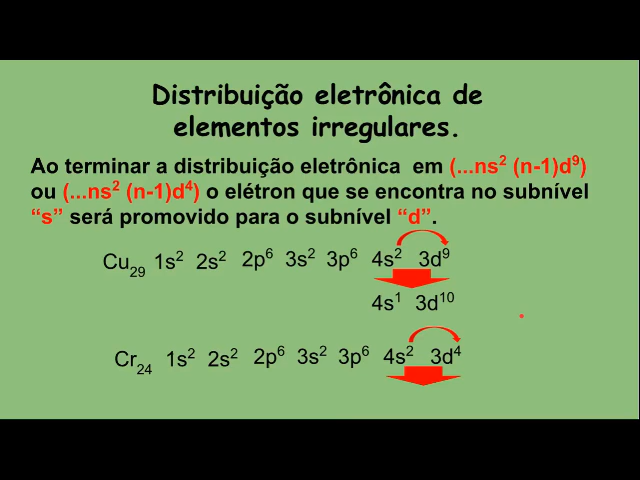 Distribuição eletrônica de
elementos irregulares.
Ao terminar a distribuição eletrônica em (...ns² (n-1)d⁹)
ou (...ns² (n-1)d⁴) o elétron que se encontra no subnível
“s” será promovido para o subnível “d”.
Cu₂₉ 1s² 2s² 2p⁶ 3s² 3p⁶ 4s² 3d⁹
4s¹ 3d¹⁰
Cr₂₄ 1s² 2s² 2p⁶ 3s² 3p⁶ 4s² 3d⁴